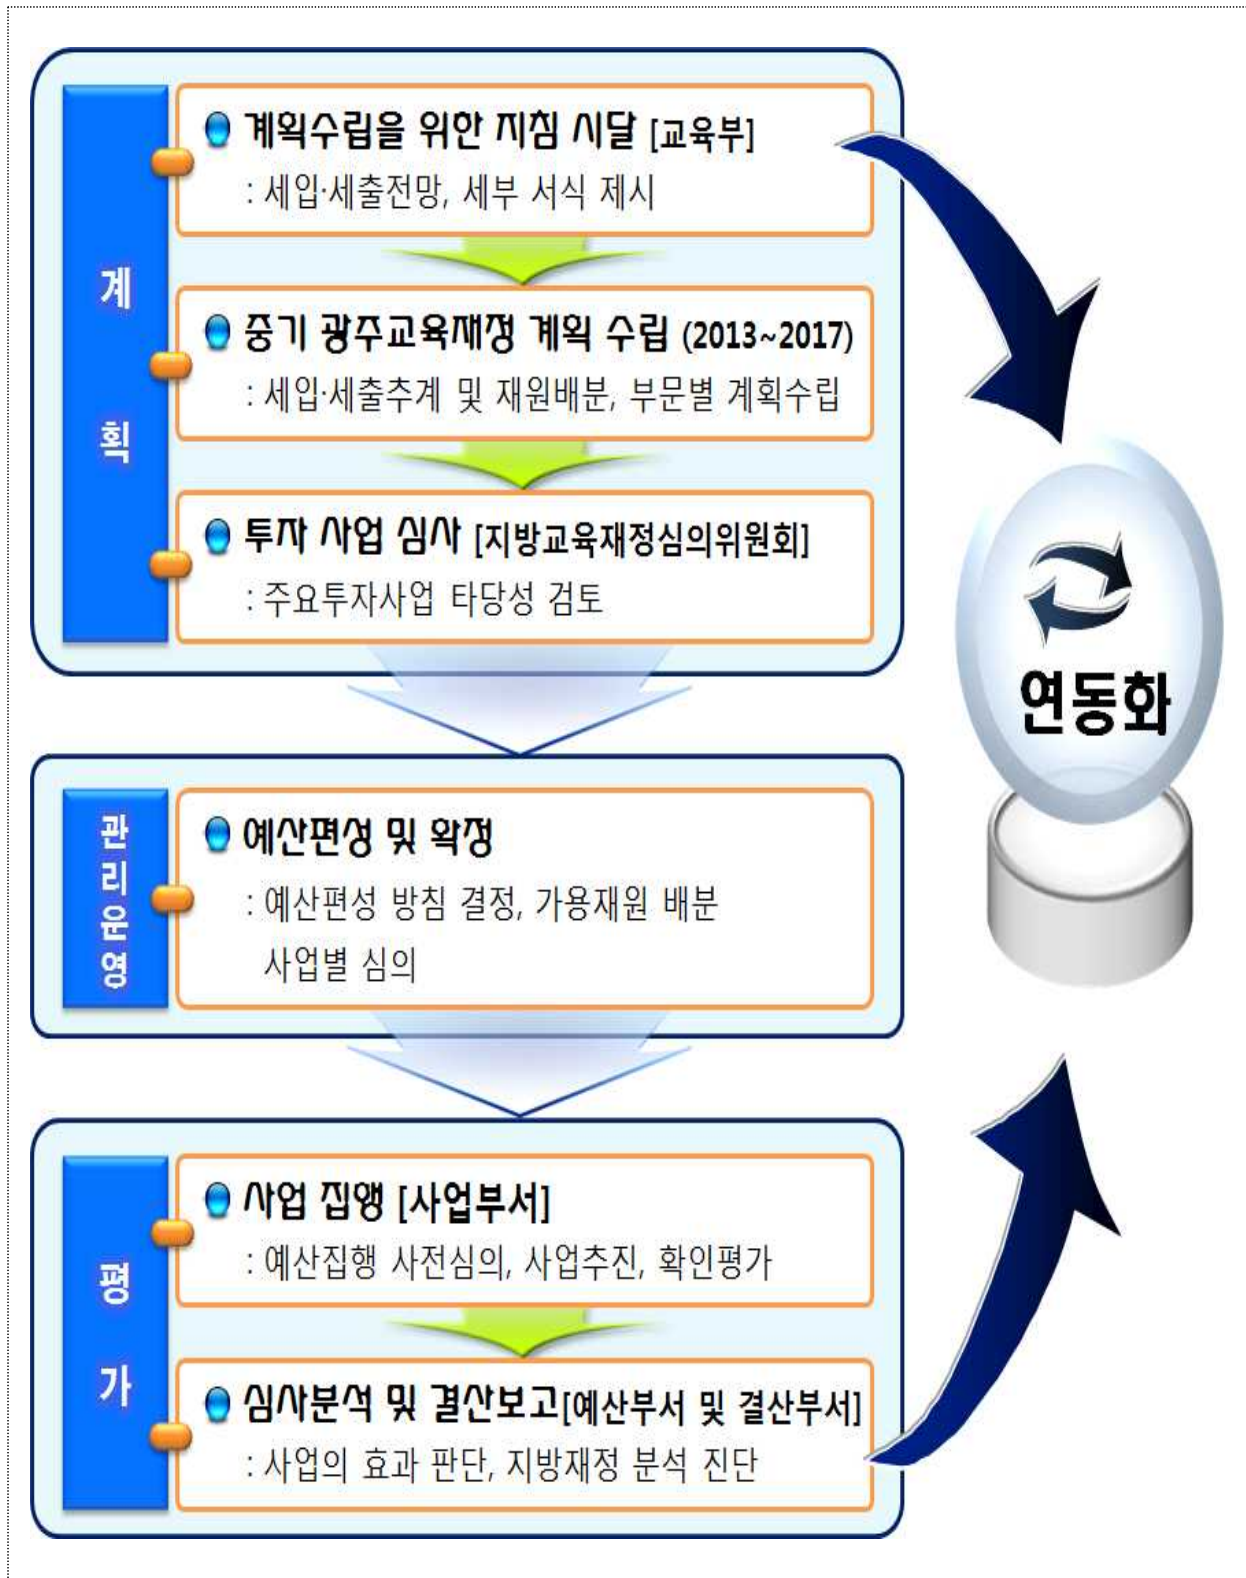 계획
계획수립을 위한 지침 시달 [교육부]
: 세입·세출전망, 세부 서식 제시
중기 광주교육재정 계획 수립 (2013~2017)
: 세입·세출추계 및 재원배분, 부문별 계획수립
투자 사업 심사 [지방교육재정심의위원회]
: 주요투자사업 타당성 검토
연동화
관리운영
예산편성 및 확정
: 예산편성 방침 결정, 가용재원 배분
사업별 심의
평가
사업 집행 [사업부서]
: 예산집행 사전심의, 사업추진, 확인평가
심사분석 및 결산보고[예산부서 및 결산부서]
: 사업의 효과 판단, 지방재정 분석 진단